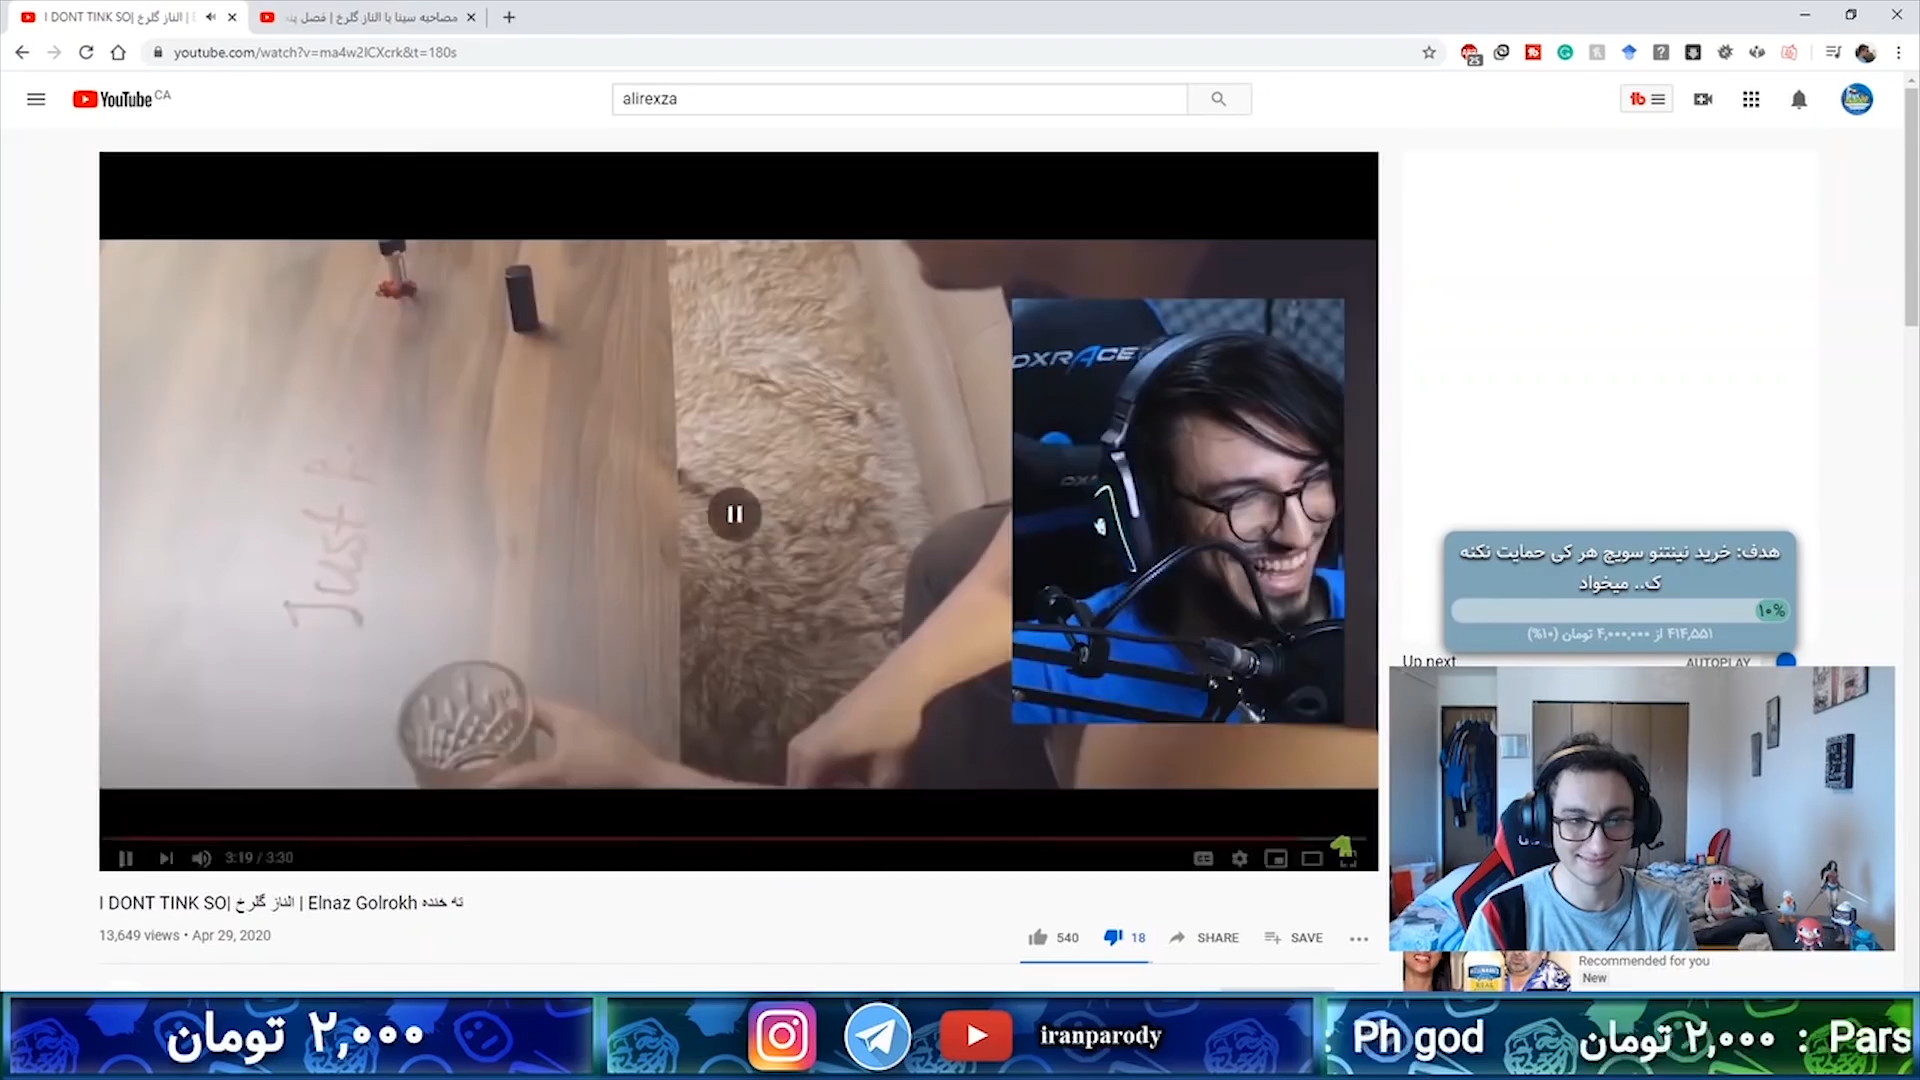 I DONT TINK SO| الناز گلرخ | E
مصاحبه سینا با الناز گلرخ | فصل پنه
youtube.com/watch?v=ma4w2lCXcrk&t=180s
25
YouTube CA
alirexza
DXRACE
Just
هدف: خرید نینتنو سویچ هر کی حمایت نکنه
ک.. میخواد
۱۰%
۴۱۴,۵۵۱ از ۴,۰۰۰,۰۰۰ تومان (۱۰%)
Up next
AUTOPLAY
3:19 / 3:30
I DONT TINK SO| الناز گلرخ | Elnaz Golrokh ته خنده
13,649 views • Apr 29, 2020
540
18
SHARE
SAVE
Recommended for you
New
۲,۰۰۰ تومان
iranparody
Ph god
۲,۰۰۰ تومان
: Pars